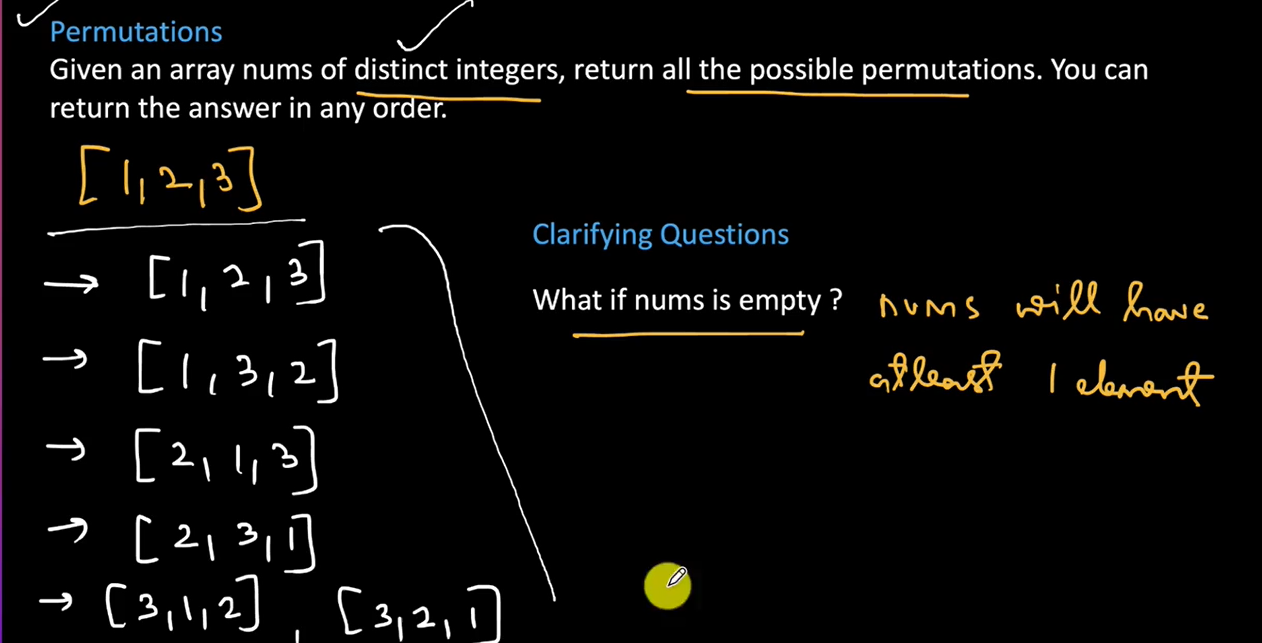 Permutations
Given an array nums of distinct integers, return all the possible permutations. You can
return the answer in any order.
[1,2,3]
[1,2,3]
[1,3,2]
[2,1,3]
[2,3,1]
[3,1,2] , [3,2,1]
Clarifying Questions
What if nums is empty ? nums will have
atleast 1 element